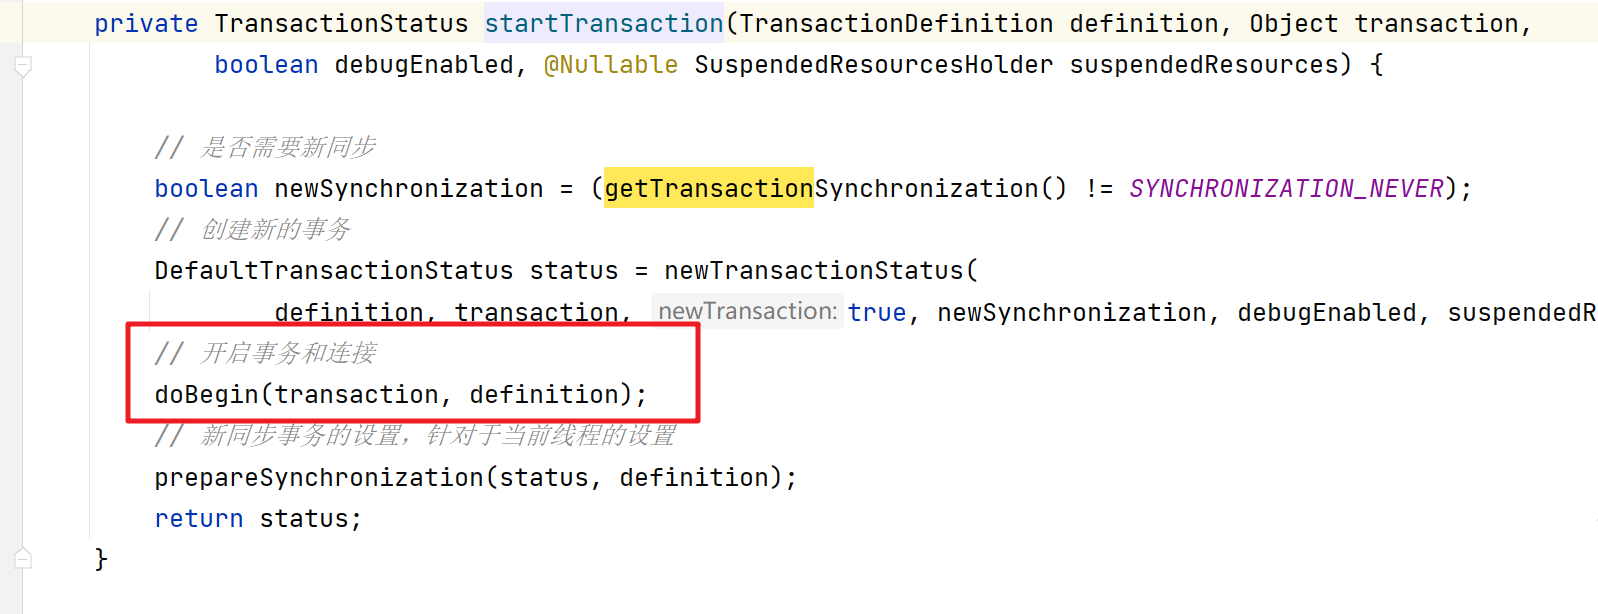 private TransactionStatus startTransaction(TransactionDefinition definition, Object transaction,
boolean debugEnabled, @Nullable SuspendedResourcesHolder suspendedResources) {
// 是否需要新同步
boolean newSynchronization = (getTransactionSynchronization() != SYNCHRONIZATION_NEVER);
// 创建新的事务
DefaultTransactionStatus status = newTransactionStatus(
definition, transaction, newTransaction: true, newSynchronization, debugEnabled, suspendedR
// 开启事务和连接
doBegin(transaction, definition);
// 新同步事务的设置，针对于当前线程的设置
prepareSynchronization(status, definition);
return status;
}